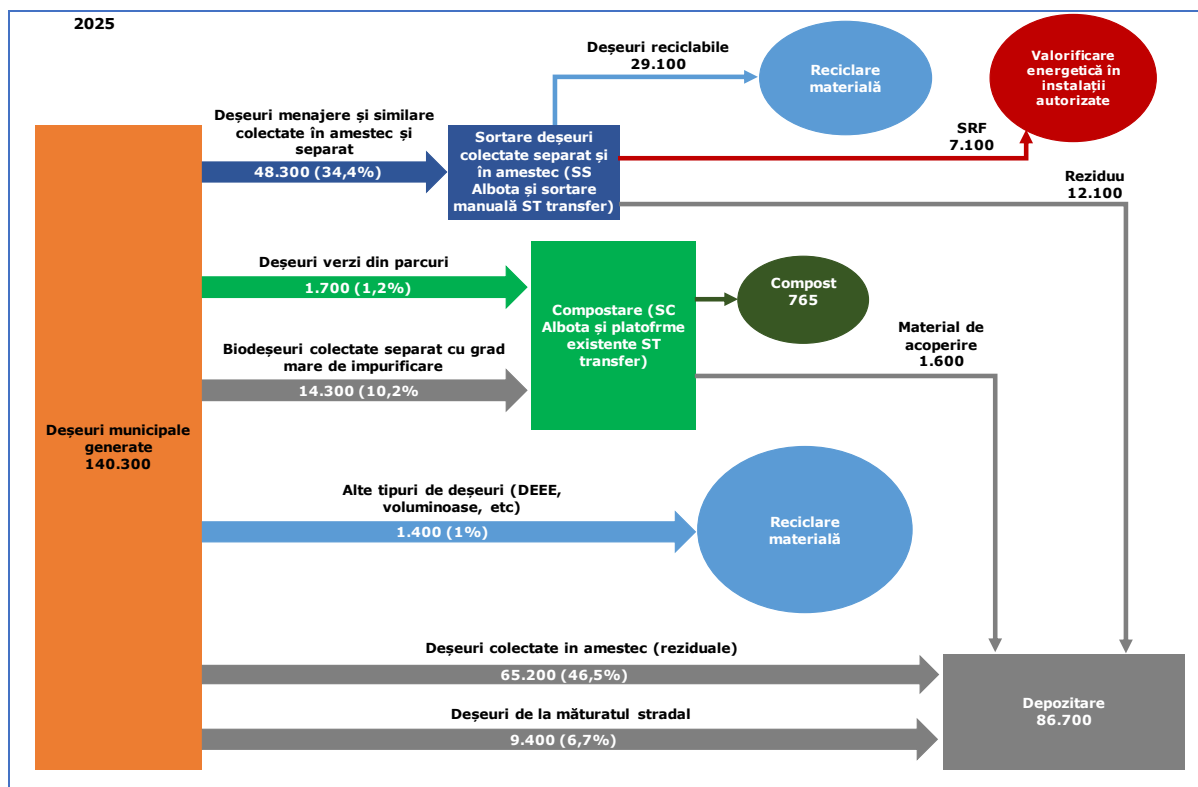 2025
Deșeuri reciclabile
29.100
Reciclare
materială
Valorificare
energetică în
instalații
autorizate
Deșeuri menajere și similare
colectate în amestec și
separat
48.300 (34,4%)
Sortare deșeuri
colectate separat și
în amestec (SS
Albota și sortare
manuală ST transfer)
SRF
7.100
Reziduu
12.100
Deșeuri verzi din parcuri
1.700 (1,2%)
Compostare (SC
Albota și platofrme
existente ST
transfer)
Compost
765
Material de
acoperire
1.600
Biodeșeuri colectate separat cu grad
mare de impurificare
14.300 (10,2%
Deșeuri municipale
generate
140.300
Alte tipuri de deșeuri (DEEE,
voluminoase, etc)
1.400 (1%)
Reciclare
materială
Deșeuri colectate in amestec (reziduale)
65.200 (46,5%)
Deșeuri de la măturatul stradal
9.400 (6,7%)
Depozitare
86.700